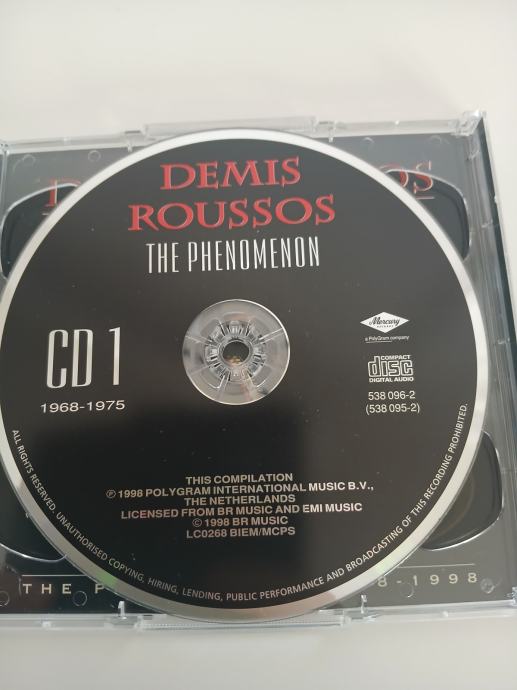 DEMIS
ROUSSOS
THE PHENOMENON
CD 1
1968-1975
Mercury
a PolyGram company
COMPACT
disc
DIGITAL AUDIO
538 096-2
(538 095-2)
THIS COMPILATION
℗ 1998 POLYGRAM INTERNATIONAL MUSIC B.V.,
THE NETHERLANDS
LICENSED FROM BR MUSIC AND EMI MUSIC
© 1998 BR MUSIC
LC0268 BIEM/MCPS
ALL RIGHTS RESERVED. UNAUTHORISED COPYING, HIRING, LENDING, PUBLIC PERFORMANCE AND BROADCASTING OF THIS RECORDING PROHIBITED.
THE P 8-1998